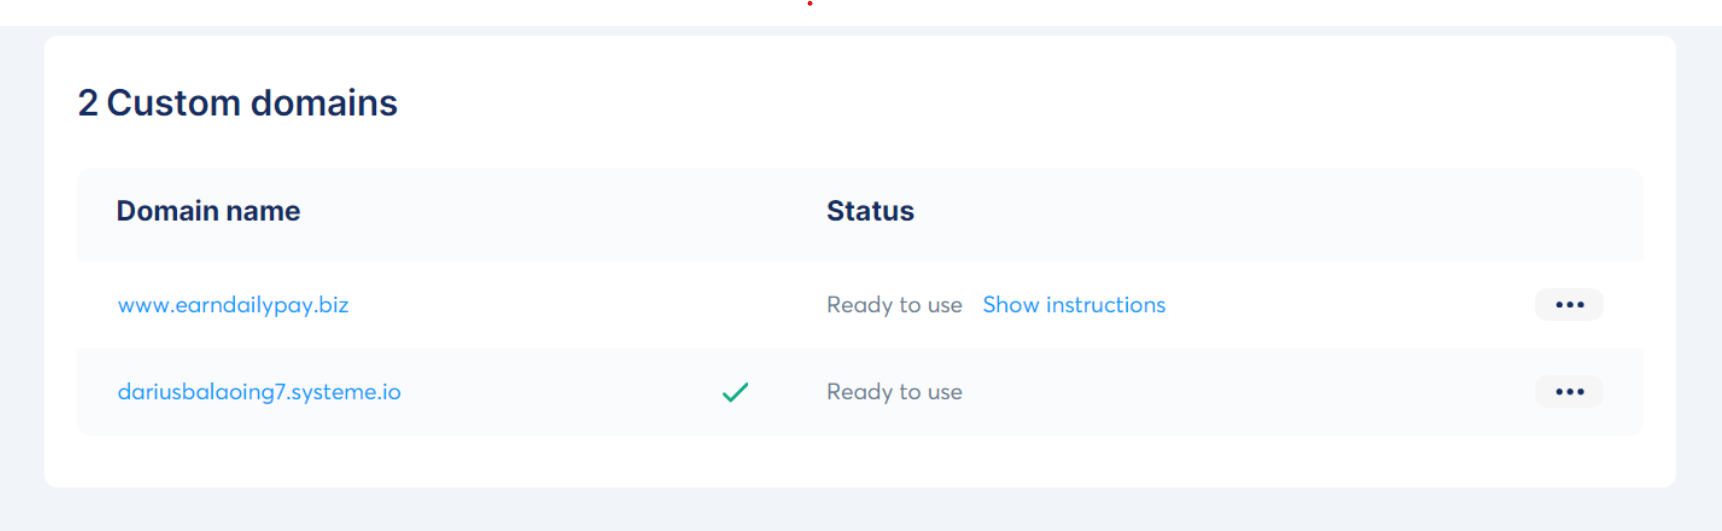 2 Custom domains
Domain name Status
www.earndailypay.biz Ready to use Show instructions
dariusbalaoing7.systeme.io Ready to use